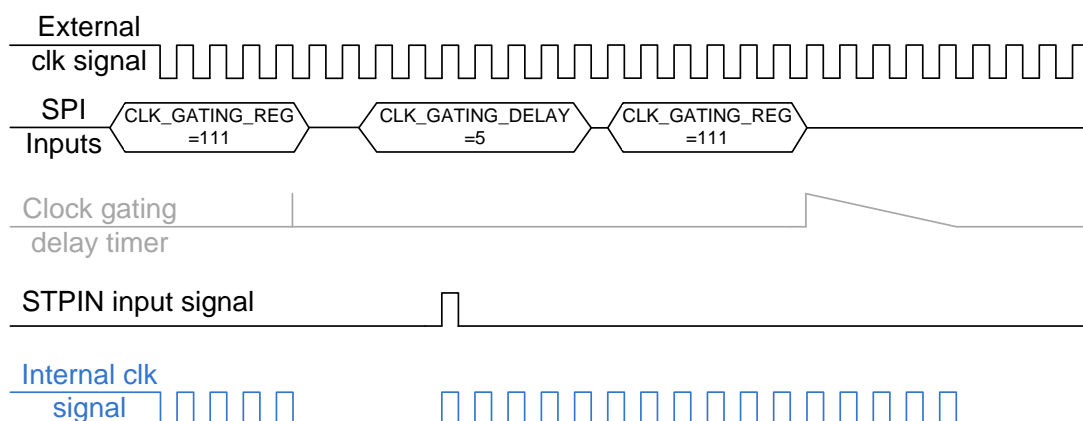 External
clk signal
SPI
Inputs
CLK_GATING_REG
=111
CLK_GATING_DELAY
=5
CLK_GATING_REG
=111
Clock gating
delay timer
STPIN input signal
Internal clk
signal